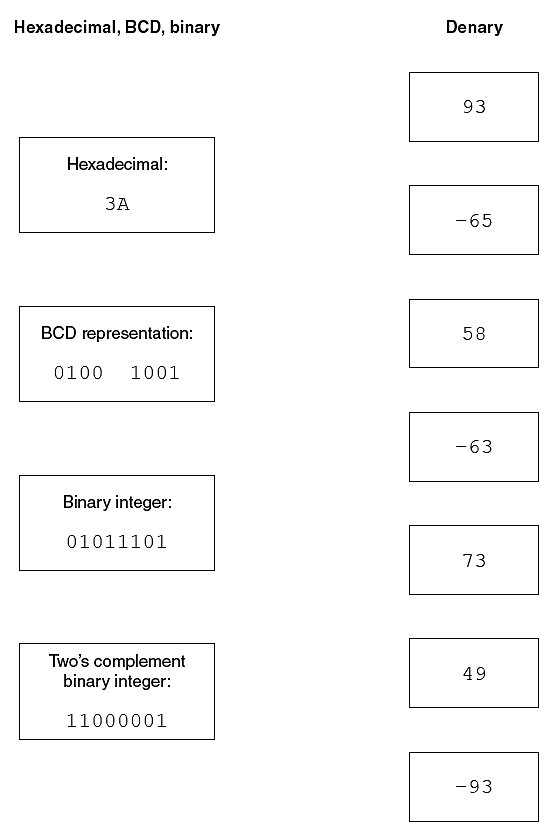 Hexadecimal, BCD, binary
Denary
Hexadecimal:
3A
BCD representation:
0100 1001
Binary integer:
01011101
Two’s complement
binary integer:
11000001
93
−65
58
−63
73
49
−93